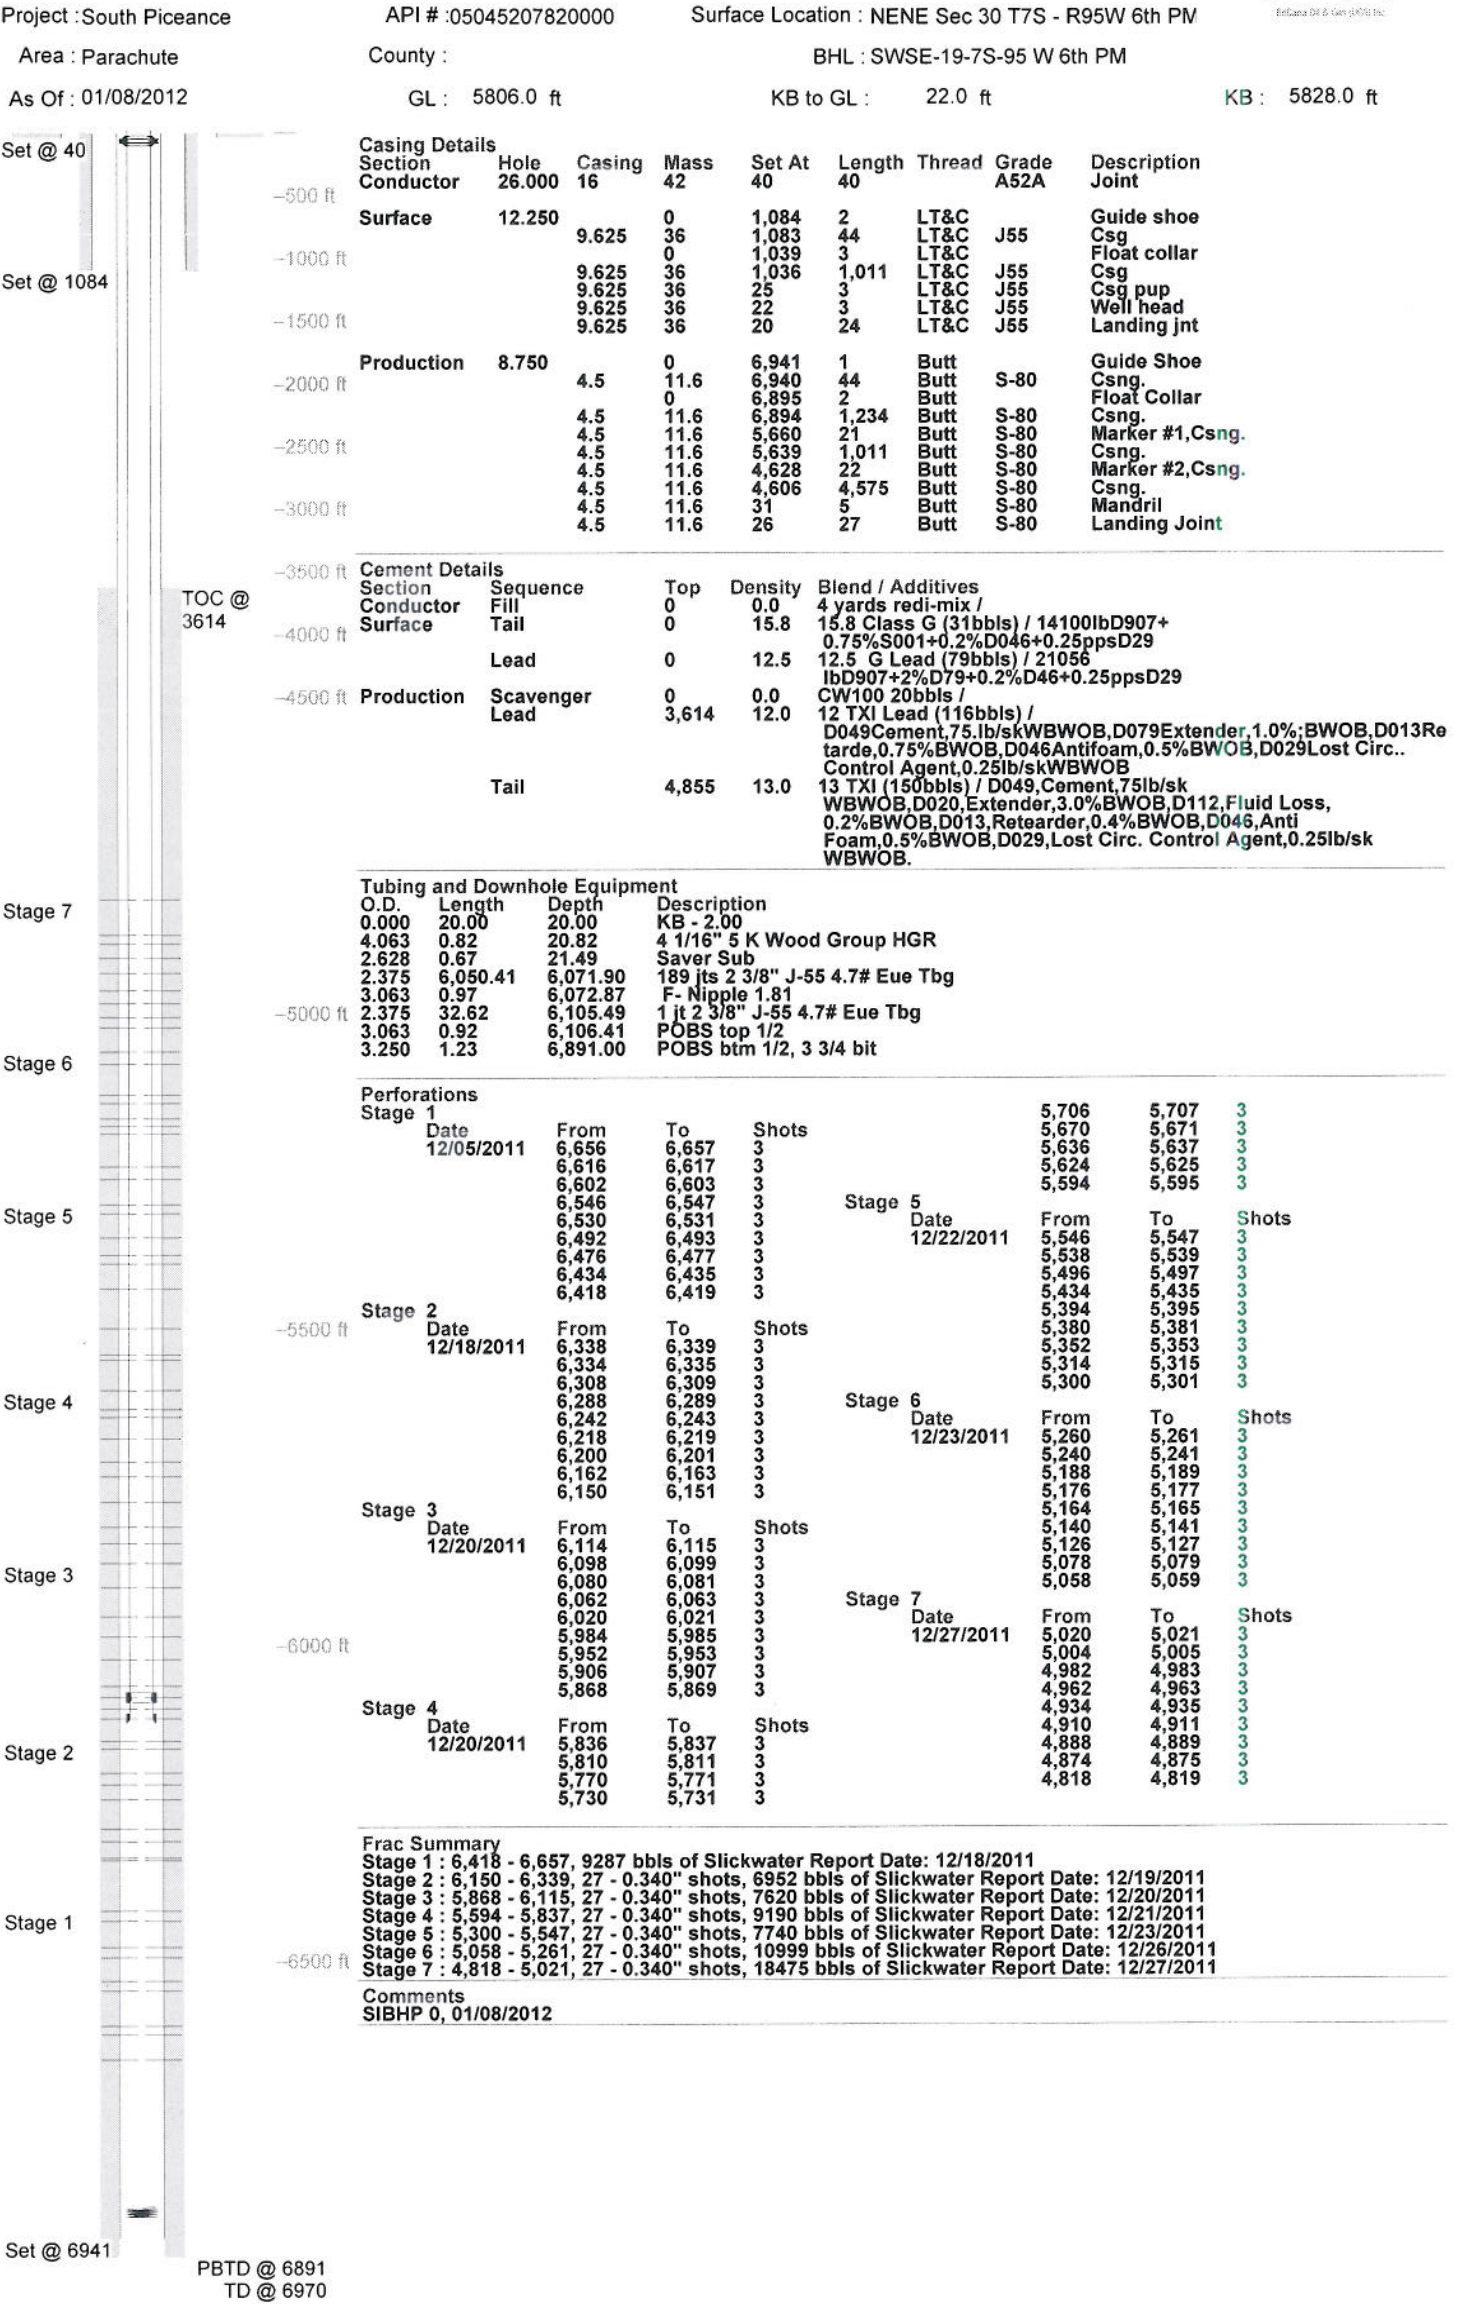 Project : South Piceance API # : 05045207820000 Surface Location : NENE Sec 30 T7S - R95W 6th PM
Area : Parachute County : BHL : SWSE-19-7S-95 W 6th PM
As Of : 01/08/2012 GL : 5806.0 ft KB to GL : 22.0 ft KB : 5828.0 ft
Set @ 40
Set @ 1084
TOC @
3614
Stage 7
Stage 6
Stage 5
Stage 4
Stage 3
Stage 2
Stage 1
Set @ 6941
PBTD @ 6891
TD @ 6970
–500 ft
–1000 ft
–1500 ft
–2000 ft
–2500 ft
–3000 ft
–3500 ft
–4000 ft
–4500 ft
–5000 ft
–5500 ft
–6000 ft
–6500 ft
Casing Details
Section Hole Casing Mass Set At Length Thread Grade Description
Conductor 26.000 16 42 40 40 A52A Joint
Surface 12.250 0 1,084 2 LT&C Guide shoe
9.625 36 1,083 44 LT&C J55 Csg
0 1,039 3 LT&C Float collar
9.625 36 1,036 1,011 LT&C J55 Csg
9.625 36 25 3 LT&C J55 Csg pup
9.625 36 22 3 LT&C J55 Well head
9.625 36 20 24 LT&C J55 Landing jnt
Production 8.750 0 6,941 1 Butt Guide Shoe
4.5 11.6 6,940 44 Butt S-80 Csng.
0 6,895 2 Butt Float Collar
4.5 11.6 6,894 1,234 Butt S-80 Csng.
4.5 11.6 5,660 21 Butt S-80 Marker #1,Csng.
4.5 11.6 5,639 1,011 Butt S-80 Csng.
4.5 11.6 4,628 22 Butt S-80 Marker #2,Csng.
4.5 11.6 4,606 4,575 Butt S-80 Csng.
4.5 11.6 31 5 Butt S-80 Mandril
4.5 11.6 26 27 Butt S-80 Landing Joint
Cement Details
Section Sequence Top Density Blend / Additives
Conductor Fill 0 0.0 4 yards redi-mix /
Surface Tail 0 15.8 15.8 Class G (31bbls) / 14100lbD907+
0.75%S001+0.2%D046+0.25ppsD29
Lead 0 12.5 12.5 G Lead (79bbls) / 21056
lbD907+2%D79+0.2%D46+0.25ppsD29
Production Scavenger 0 0.0 CW100 20bbls /
Lead 3,614 12.0 12 TXI Lead (116bbls) /
D049Cement,75.lb/skWBWOB,D079Extender,1.0%;BWOB,D013Re
tarde,0.75%BWOB,D046Antifoam,0.5%BWOB,D029Lost Circ..
Control Agent,0.25lb/skWBWOB
Tail 4,855 13.0 13 TXI (150bbls) / D049,Cement,75lb/sk
WBWOB,D020,Extender,3.0%BWOB,D112,Fluid Loss,
0.2%BWOB,D013,Retearder,0.4%BWOB,D046,Anti
Foam,0.5%BWOB,D029,Lost Circ. Control Agent,0.25lb/sk
WBWOB.
Tubing and Downhole Equipment
O.D. Length Depth Description
0.000 20.00 20.00 KB - 2.00
4.063 0.82 20.82 4 1/16" 5 K Wood Group HGR
2.628 0.67 21.49 Saver Sub
2.375 6,050.41 6,071.90 189 jts 2 3/8" J-55 4.7# Eue Tbg
3.063 0.97 6,072.87 F- Nipple 1.81
2.375 32.62 6,105.49 1 jt 2 3/8" J-55 4.7# Eue Tbg
3.063 0.92 6,106.41 POBS top 1/2
3.250 1.23 6,891.00 POBS btm 1/2, 3 3/4 bit
Perforations
Stage 1
Date From To Shots
12/05/2011 6,656 6,657 3
6,616 6,617 3
6,602 6,603 3
6,546 6,547 3
6,530 6,531 3
6,492 6,493 3
6,476 6,477 3
6,434 6,435 3
6,418 6,419 3
Stage 2
Date From To Shots
12/18/2011 6,338 6,339 3
6,334 6,335 3
6,308 6,309 3
6,288 6,289 3
6,242 6,243 3
6,218 6,219 3
6,200 6,201 3
6,162 6,163 3
6,150 6,151 3
Stage 3
Date From To Shots
12/20/2011 6,114 6,115 3
6,098 6,099 3
6,080 6,081 3
6,062 6,063 3
6,020 6,021 3
5,984 5,985 3
5,952 5,953 3
5,906 5,907 3
5,868 5,869 3
Stage 4
Date From To Shots
12/20/2011 5,836 5,837 3
5,810 5,811 3
5,770 5,771 3
5,730 5,731 3
5,706 5,707 3
5,670 5,671 3
5,636 5,637 3
5,624 5,625 3
5,594 5,595 3
Stage 5
Date From To Shots
12/22/2011 5,546 5,547 3
5,538 5,539 3
5,496 5,497 3
5,434 5,435 3
5,394 5,395 3
5,380 5,381 3
5,352 5,353 3
5,314 5,315 3
5,300 5,301 3
Stage 6
Date From To Shots
12/23/2011 5,260 5,261 3
5,240 5,241 3
5,188 5,189 3
5,176 5,177 3
5,164 5,165 3
5,140 5,141 3
5,126 5,127 3
5,078 5,079 3
5,058 5,059 3
Stage 7
Date From To Shots
12/27/2011 5,020 5,021 3
5,004 5,005 3
4,982 4,983 3
4,962 4,963 3
4,934 4,935 3
4,910 4,911 3
4,888 4,889 3
4,874 4,875 3
4,818 4,819 3
Frac Summary
Stage 1 : 6,418 - 6,657, 9287 bbls of Slickwater Report Date: 12/18/2011
Stage 2 : 6,150 - 6,339, 27 - 0.340" shots, 6952 bbls of Slickwater Report Date: 12/19/2011
Stage 3 : 5,868 - 6,115, 27 - 0.340" shots, 7620 bbls of Slickwater Report Date: 12/20/2011
Stage 4 : 5,594 - 5,837, 27 - 0.340" shots, 9190 bbls of Slickwater Report Date: 12/21/2011
Stage 5 : 5,300 - 5,547, 27 - 0.340" shots, 7740 bbls of Slickwater Report Date: 12/23/2011
Stage 6 : 5,058 - 5,261, 27 - 0.340" shots, 10999 bbls of Slickwater Report Date: 12/26/2011
Stage 7 : 4,818 - 5,021, 27 - 0.340" shots, 18475 bbls of Slickwater Report Date: 12/27/2011
Comments
SIBHP 0, 01/08/2012